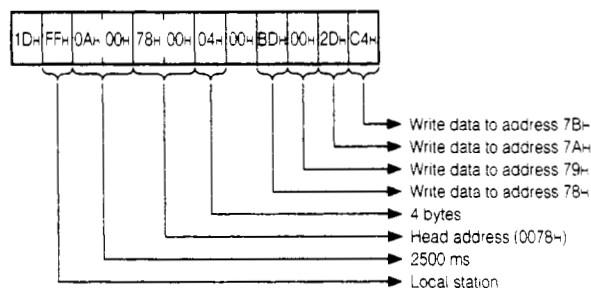 1DH FFH 0AH 00H 78H 00H 04H 00H BDH 00H 2DH C4H
Write data to address 7BH
Write data to address 7AH
Write data to address 79H
Write data to address 78H
4 bytes
Head address (0078H)
2500 ms
Local station